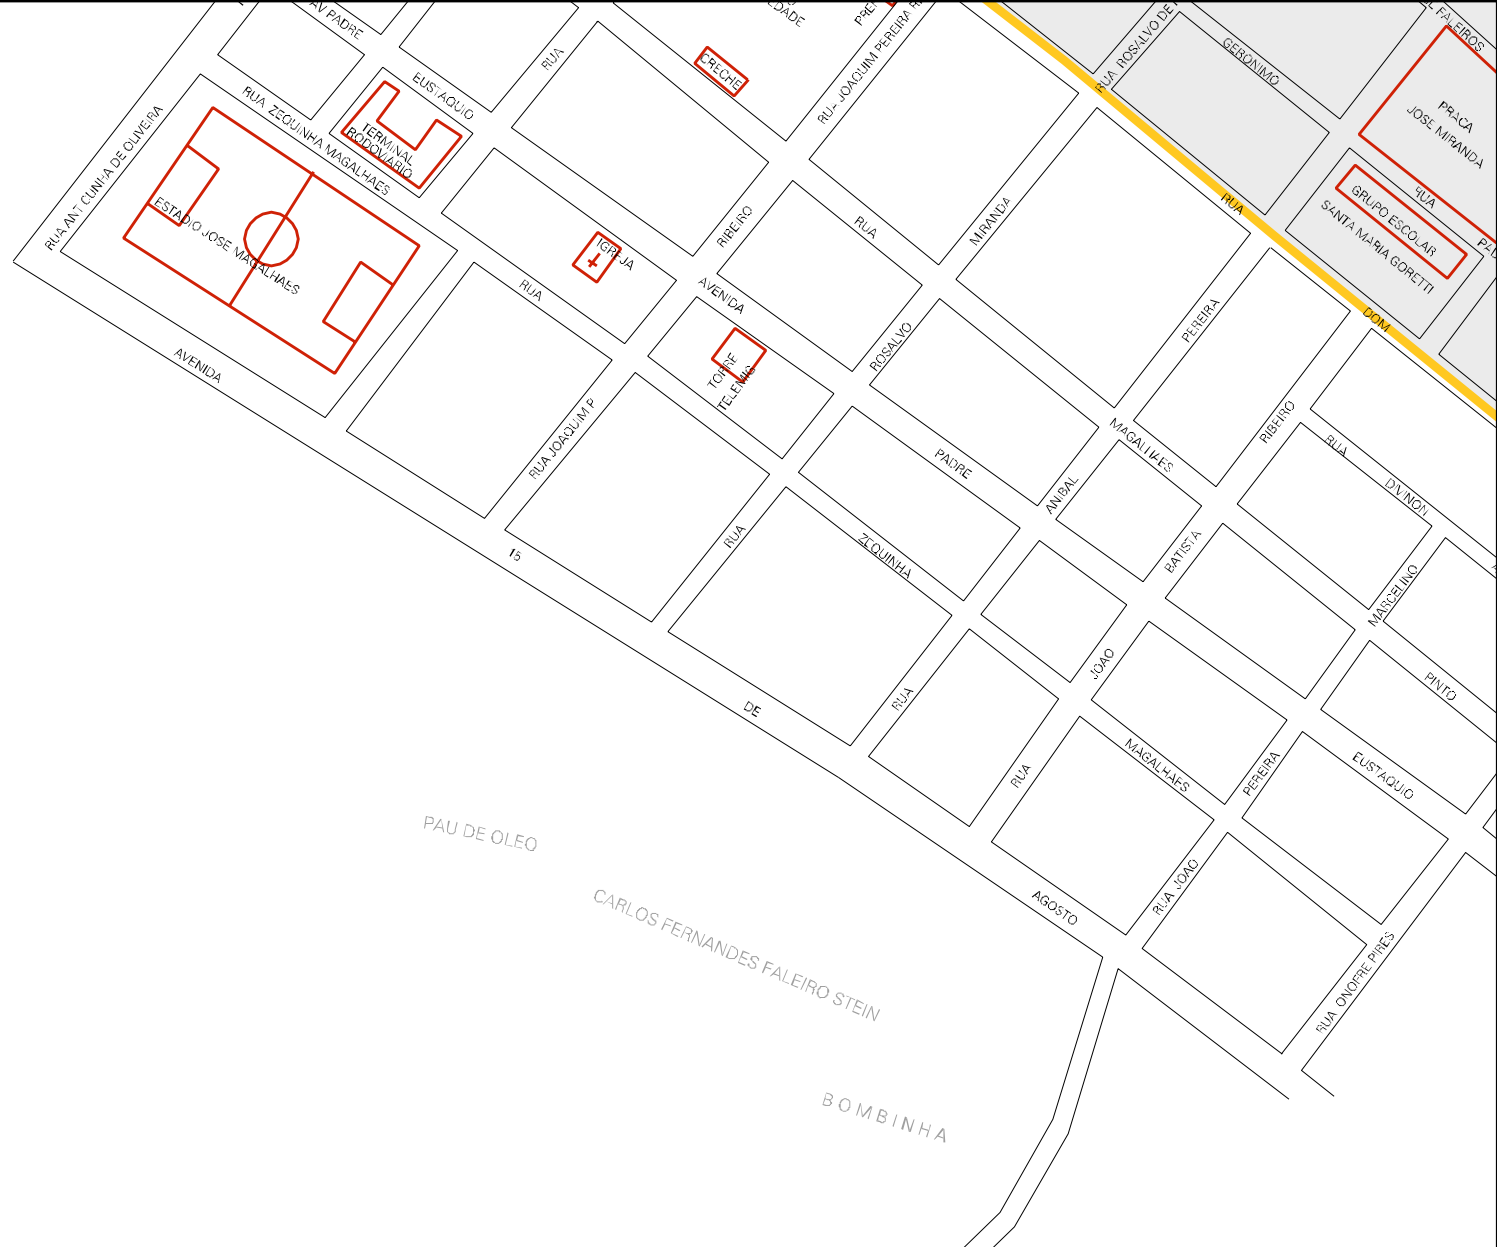 AV PADRE
EUSTAQUIO
RUA
CRECHE
EDADE
RUA JOAQUIM PEREIRA
RUA ROSALVO DE
GERONIMO
FALEIROS
PRACA
JOSE MIRANDA
RUA
GRUPO ESCOLAR
SANTA MARIA GORETTI
RUA ANT CUNHA DE OLIVEIRA
RUA ZEQUINHA MAGALHAES
TERMINAL
RODOVIARIO
ESTADIO JOSE MAGALHAES
IGREJA
RUA
RIBEIRO
RUA
MIRANDA
RUA
DOM
AVENIDA
TORRE
TELEMIG
ROSALVO
PEREIRA
AVENIDA
RUA JOAQUIM P
RUA
PADRE
ANIBAL
MAGALHAES
RIBEIRO
RUA
DIVINON
15
ZEQUINHA
BATISTA
MARCELINO
DE
RUA
JOAO
PINTO
RUA
MAGALHAES
PEREIRA
EUSTAQUIO
PAU DE OLEO
CARLOS FERNANDES FALEIRO STEIN
AGOSTO
RUA JOAO
RUA ONOFRE PIRES
BOMBINHA